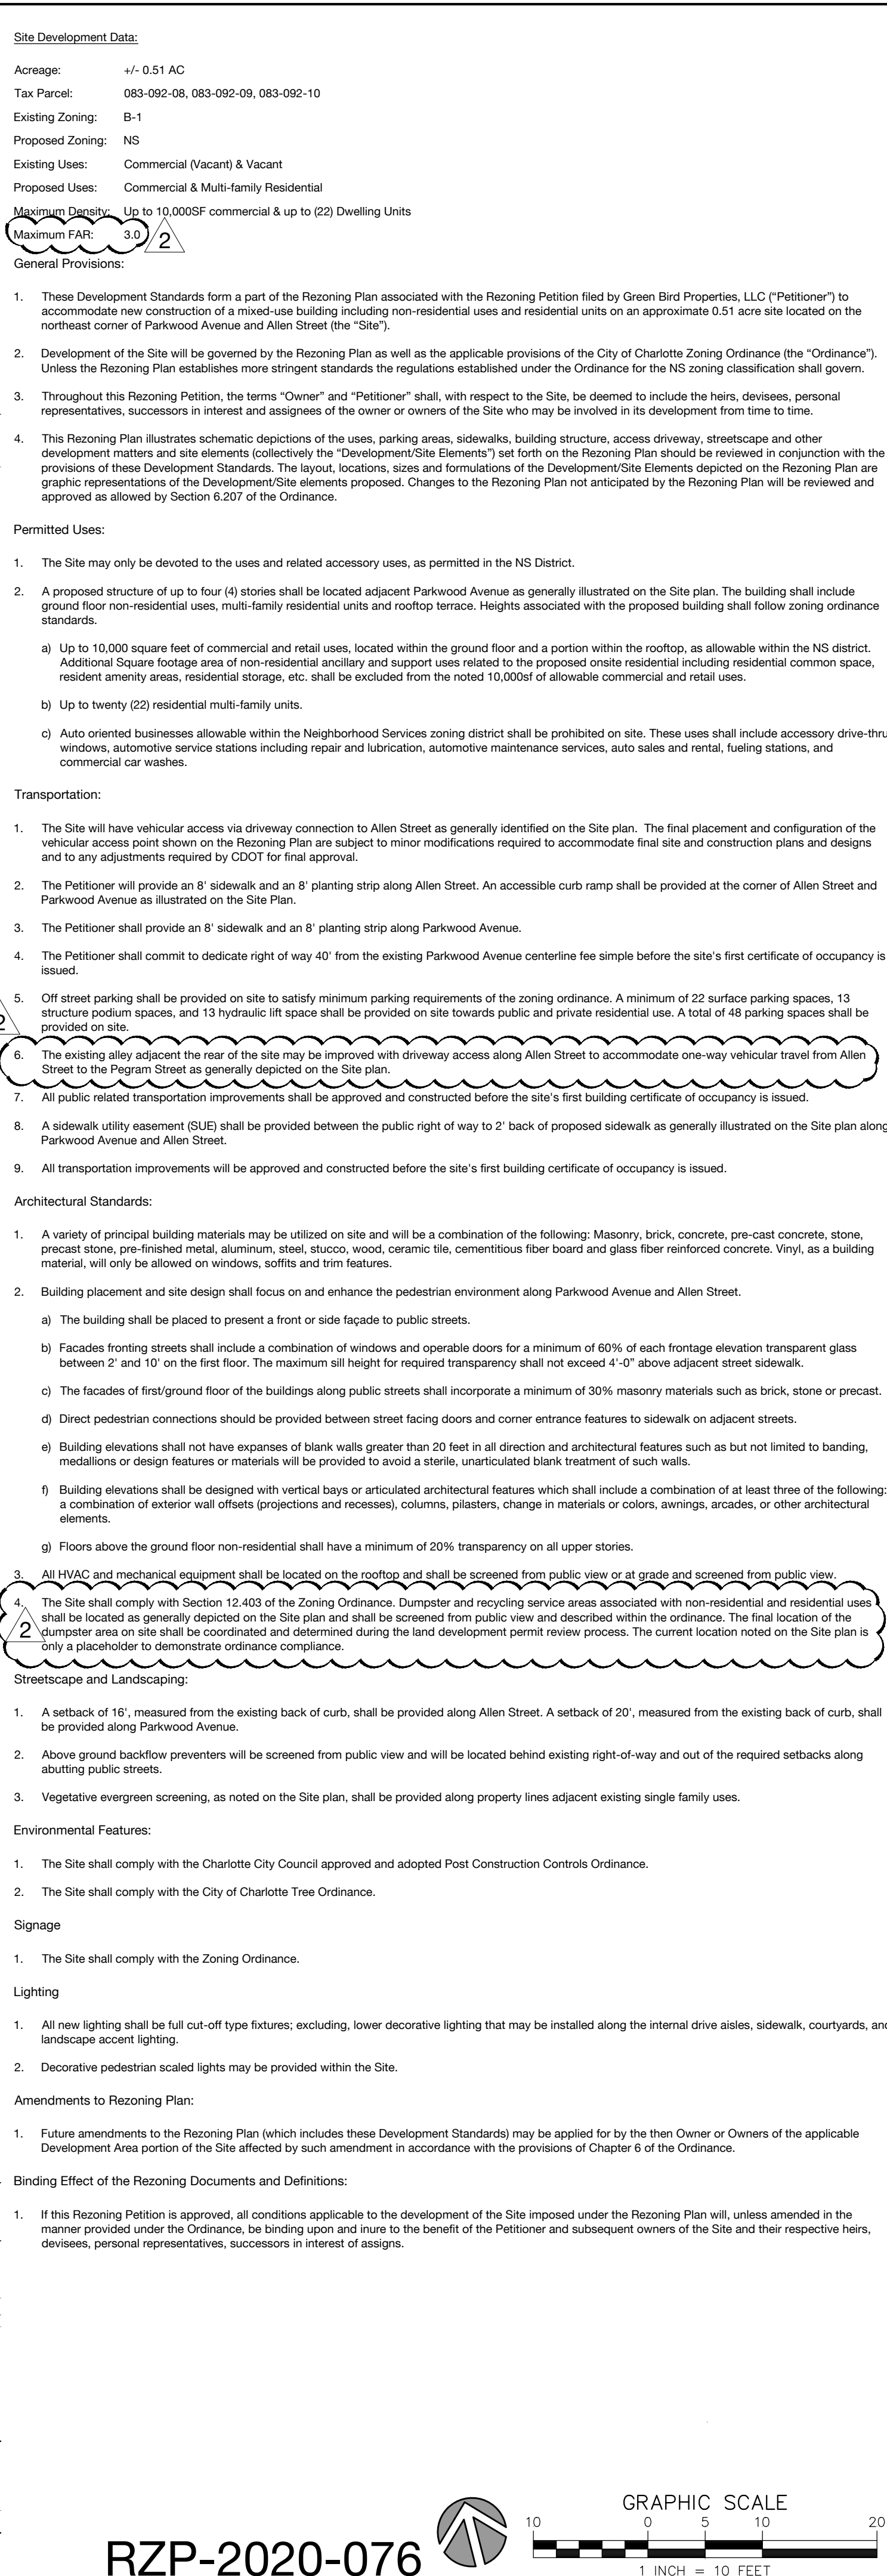 Site Development Data:
Acreage: +/- 0.51 AC
Tax Parcel: 083-092-08, 083-092-09, 083-092-10
Existing Zoning: B-1
Proposed Zoning: NS
Existing Uses: Commercial (Vacant) & Vacant
Proposed Uses: Commercial & Multi-family Residential
Maximum Density: Up to 10,000SF commercial & up to (22) Dwelling Units
Maximum FAR: 3.0
2
General Provisions:
1. These Development Standards form a part of the Rezoning Plan associated with the Rezoning Petition filed by Green Bird Properties, LLC (“Petitioner”) to
accommodate new construction of a mixed-use building including non-residential uses and residential units on an approximate 0.51 acre site located on the
northeast corner of Parkwood Avenue and Allen Street (the “Site”).
2. Development of the Site will be governed by the Rezoning Plan as well as the applicable provisions of the City of Charlotte Zoning Ordinance (the “Ordinance”).
Unless the Rezoning Plan establishes more stringent standards the regulations established under the Ordinance for the NS zoning classification shall govern.
3. Throughout this Rezoning Petition, the terms “Owner” and “Petitioner” shall, with respect to the Site, be deemed to include the heirs, devisees, personal
representatives, successors in interest and assignees of the owner or owners of the Site who may be involved in its development from time to time.
4. This Rezoning Plan illustrates schematic depictions of the uses, parking areas, sidewalks, building structure, access driveway, streetscape and other
development matters and site elements (collectively the “Development/Site Elements”) set forth on the Rezoning Plan should be reviewed in conjunction with the
provisions of these Development Standards. The layout, locations, sizes and formulations of the Development/Site Elements depicted on the Rezoning Plan are
graphic representations of the Development/Site elements proposed. Changes to the Rezoning Plan not anticipated by the Rezoning Plan will be reviewed and
approved as allowed by Section 6.207 of the Ordinance.
Permitted Uses:
1. The Site may only be devoted to the uses and related accessory uses, as permitted in the NS District.
2. A proposed structure of up to four (4) stories shall be located adjacent Parkwood Avenue as generally illustrated on the Site plan. The building shall include
ground floor non-residential uses, multi-family residential units and rooftop terrace. Heights associated with the proposed building shall follow zoning ordinance
standards.
a) Up to 10,000 square feet of commercial and retail uses, located within the ground floor and a portion within the rooftop, as allowable within the NS district.
Additional Square footage area of non-residential ancillary and support uses related to the proposed onsite residential including residential common space,
resident amenity areas, residential storage, etc. shall be excluded from the noted 10,000sf of allowable commercial and retail uses.
b) Up to twenty (22) residential multi-family units.
c) Auto oriented businesses allowable within the Neighborhood Services zoning district shall be prohibited on site. These uses shall include accessory drive-thru
windows, automotive service stations including repair and lubrication, automotive maintenance services, auto sales and rental, fueling stations, and
commercial car washes.
Transportation:
1. The Site will have vehicular access via driveway connection to Allen Street as generally identified on the Site plan. The final placement and configuration of the
vehicular access point shown on the Rezoning Plan are subject to minor modifications required to accommodate final site and construction plans and designs
and to any adjustments required by CDOT for final approval.
2. The Petitioner will provide an 8' sidewalk and an 8' planting strip along Allen Street. An accessible curb ramp shall be provided at the corner of Allen Street and
Parkwood Avenue as illustrated on the Site Plan.
3. The Petitioner shall provide an 8' sidewalk and an 8' planting strip along Parkwood Avenue.
4. The Petitioner shall commit to dedicate right of way 40' from the existing Parkwood Avenue centerline fee simple before the site's first certificate of occupancy is
issued.
5. Off street parking shall be provided on site to satisfy minimum parking requirements of the zoning ordinance. A minimum of 22 surface parking spaces, 13
structure podium spaces, and 13 hydraulic lift space shall be provided on site towards public and private residential use. A total of 48 parking spaces shall be
provided on site.
2
6. The existing alley adjacent the rear of the site may be improved with driveway access along Allen Street to accommodate one-way vehicular travel from Allen
Street to the Pegram Street as generally depicted on the Site plan.
7. All public related transportation improvements shall be approved and constructed before the site's first building certificate of occupancy is issued.
8. A sidewalk utility easement (SUE) shall be provided between the public right of way to 2' back of proposed sidewalk as generally illustrated on the Site plan along
Parkwood Avenue and Allen Street.
9. All transportation improvements will be approved and constructed before the site's first building certificate of occupancy is issued.
Architectural Standards:
1. A variety of principal building materials may be utilized on site and will be a combination of the following: Masonry, brick, concrete, pre-cast concrete, stone,
precast stone, pre-finished metal, aluminum, steel, stucco, wood, ceramic tile, cementitious fiber board and glass fiber reinforced concrete. Vinyl, as a building
material, will only be allowed on windows, soffits and trim features.
2. Building placement and site design shall focus on and enhance the pedestrian environment along Parkwood Avenue and Allen Street.
a) The building shall be placed to present a front or side façade to public streets.
b) Facades fronting streets shall include a combination of windows and operable doors for a minimum of 60% of each frontage elevation transparent glass
between 2' and 10' on the first floor. The maximum sill height for required transparency shall not exceed 4'-0” above adjacent street sidewalk.
c) The facades of first/ground floor of the buildings along public streets shall incorporate a minimum of 30% masonry materials such as brick, stone or precast.
d) Direct pedestrian connections should be provided between street facing doors and corner entrance features to sidewalk on adjacent streets.
e) Building elevations shall not have expanses of blank walls greater than 20 feet in all direction and architectural features such as but not limited to banding,
medallions or design features or materials will be provided to avoid a sterile, unarticulated blank treatment of such walls.
f) Building elevations shall be designed with vertical bays or articulated architectural features which shall include a combination of at least three of the following:
a combination of exterior wall offsets (projections and recesses), columns, pilasters, change in materials or colors, awnings, arcades, or other architectural
elements.
g) Floors above the ground floor non-residential shall have a minimum of 20% transparency on all upper stories.
3. All HVAC and mechanical equipment shall be located on the rooftop and shall be screened from public view or at grade and screened from public view.
4. The Site shall comply with Section 12.403 of the Zoning Ordinance. Dumpster and recycling service areas associated with non-residential and residential uses
shall be located as generally depicted on the Site plan and shall be screened from public view and described within the ordinance. The final location of the
2
dumpster area on site shall be coordinated and determined during the land development permit review process. The current location noted on the Site plan is
only a placeholder to demonstrate ordinance compliance.
Streetscape and Landscaping:
1. A setback of 16', measured from the existing back of curb, shall be provided along Allen Street. A setback of 20', measured from the existing back of curb, shall
be provided along Parkwood Avenue.
2. Above ground backflow preventers will be screened from public view and will be located behind existing right-of-way and out of the required setbacks along
abutting public streets.
3. Vegetative evergreen screening, as noted on the Site plan, shall be provided along property lines adjacent existing single family uses.
Environmental Features:
1. The Site shall comply with the Charlotte City Council approved and adopted Post Construction Controls Ordinance.
2. The Site shall comply with the City of Charlotte Tree Ordinance.
Signage
1. The Site shall comply with the Zoning Ordinance.
Lighting
1. All new lighting shall be full cut-off type fixtures; excluding, lower decorative lighting that may be installed along the internal drive aisles, sidewalk, courtyards, and
landscape accent lighting.
2. Decorative pedestrian scaled lights may be provided within the Site.
Amendments to Rezoning Plan:
1. Future amendments to the Rezoning Plan (which includes these Development Standards) may be applied for by the then Owner or Owners of the applicable
Development Area portion of the Site affected by such amendment in accordance with the provisions of Chapter 6 of the Ordinance.
Binding Effect of the Rezoning Documents and Definitions:
1. If this Rezoning Petition is approved, all conditions applicable to the development of the Site imposed under the Rezoning Plan will, unless amended in the
manner provided under the Ordinance, be binding upon and inure to the benefit of the Petitioner and subsequent owners of the Site and their respective heirs,
devisees, personal representatives, successors in interest of assigns.
RZP-2020-076
GRAPHIC SCALE
10 0 5 10 20
1 INCH = 10 FEET